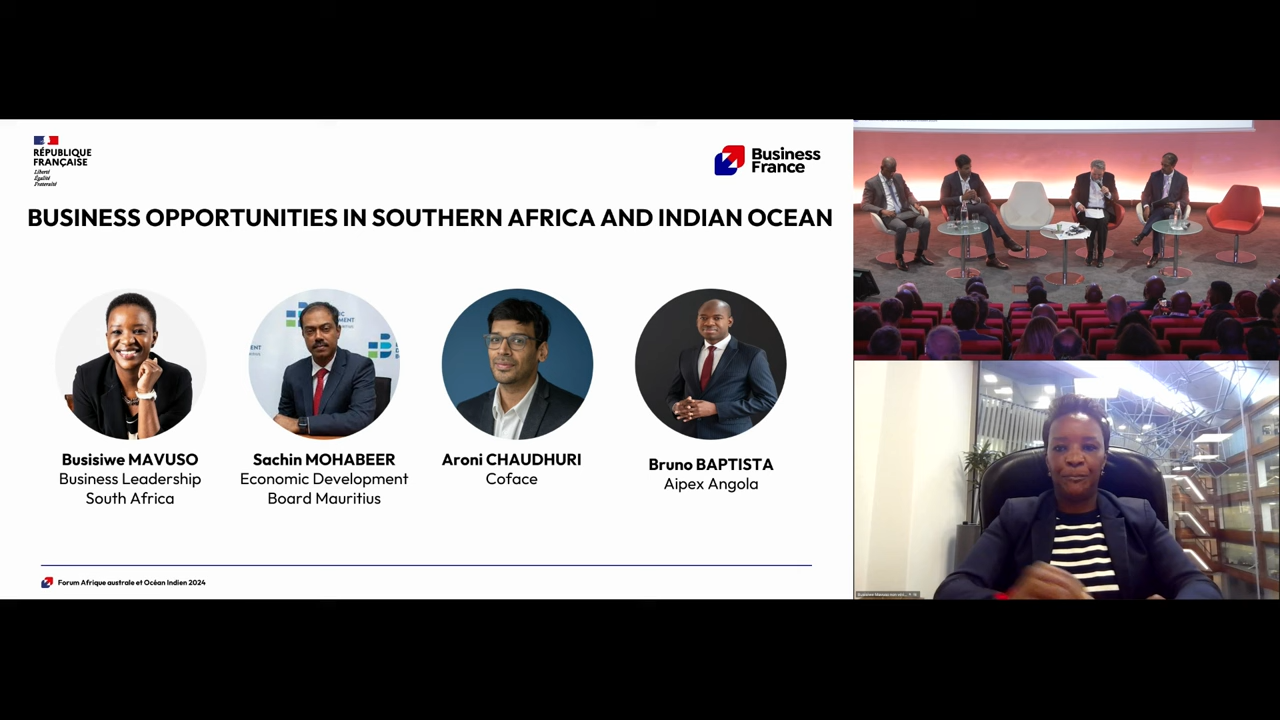 RÉPUBLIQUE
FRANÇAISE
Liberté
Égalité
Fraternité
Business
France
BUSINESS OPPORTUNITIES IN SOUTHERN AFRICA AND INDIAN OCEAN
Busisiwe MAVUSO
Business Leadership
South Africa
Sachin MOHABEER
Economic Development
Board Mauritius
Aroni CHAUDHURI
Coface
Bruno BAPTISTA
Aipex Angola
Forum Afrique australe et Océan Indien 2024